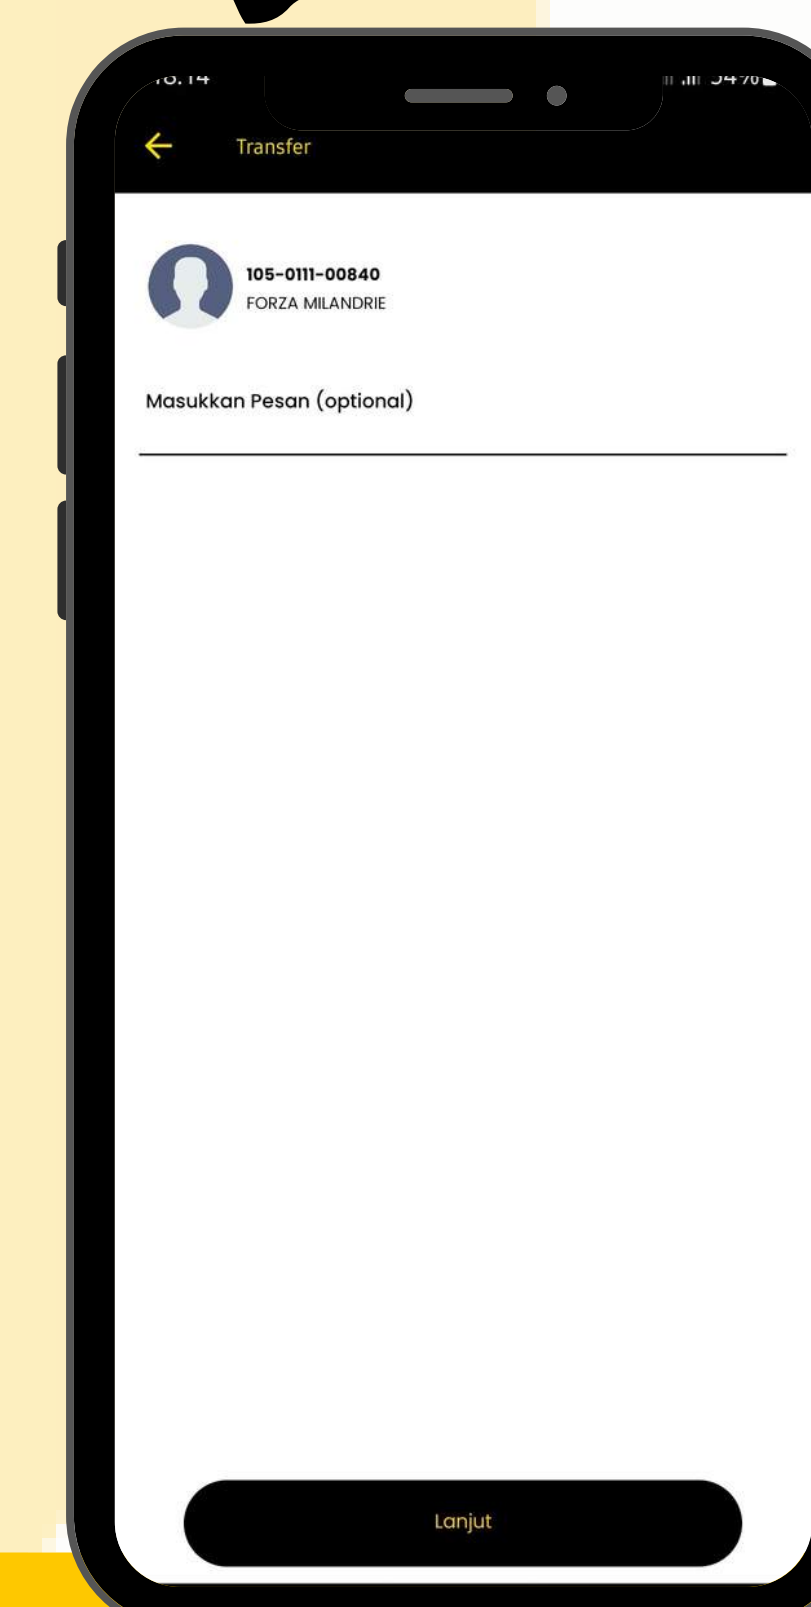 Transfer
105-0111-00840
FORZA MILANDRIE
Masukkan Pesan (optional)
Lanjut